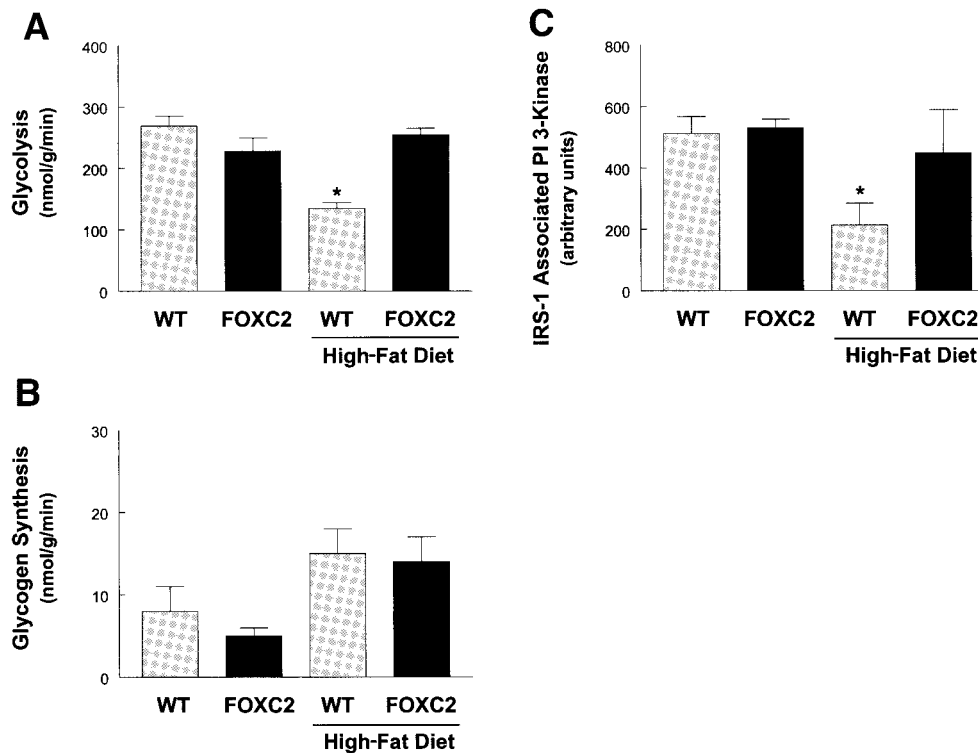 A
Glycolysis
(nmol/g/min)
400
300
200
100
0
*
WT FOXC2 WT FOXC2
High-Fat Diet
B
Glycogen Synthesis
(nmol/g/min)
30
20
10
0
WT FOXC2 WT FOXC2
High-Fat Diet
C
IRS-1 Associated PI 3-Kinase
(arbitrary units)
800
600
400
200
0
*
WT FOXC2 WT FOXC2
High-Fat Diet